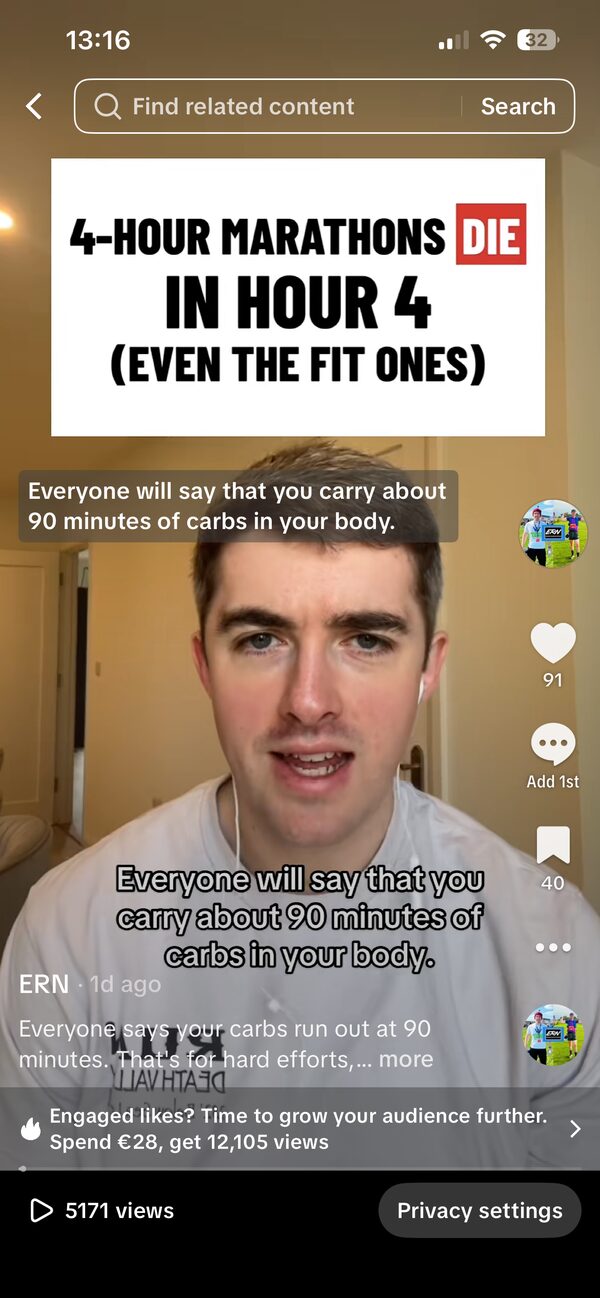 13:16
32
Find related content
Search
4-HOUR MARATHONS DIE
IN HOUR 4
(EVEN THE FIT ONES)
Everyone will say that you carry about
90 minutes of carbs in your body.
91
Add 1st
40
Everyone will say that you
carry about 90 minutes of
carbs in your body.
ERN · 1d ago
Everyone says your carbs run out at 90
minutes. That's for hard efforts,... more
DEATH VALLEY
Engaged likes? Time to grow your audience further.
Spend €28, get 12,105 views
5171 views
Privacy settings